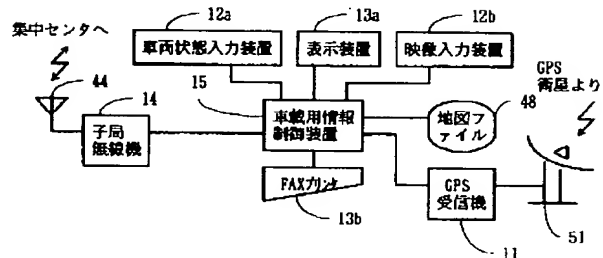 集中センタへ
44
12a
車両状態入力装置
13a
表示装置
12b
映像入力装置
GPS
衛星より
14
子局
無線機
15
車載用情報
制御装置
48
地図フ
ァイル
FAXプリンタ
13b
GPS
受信機
11
51